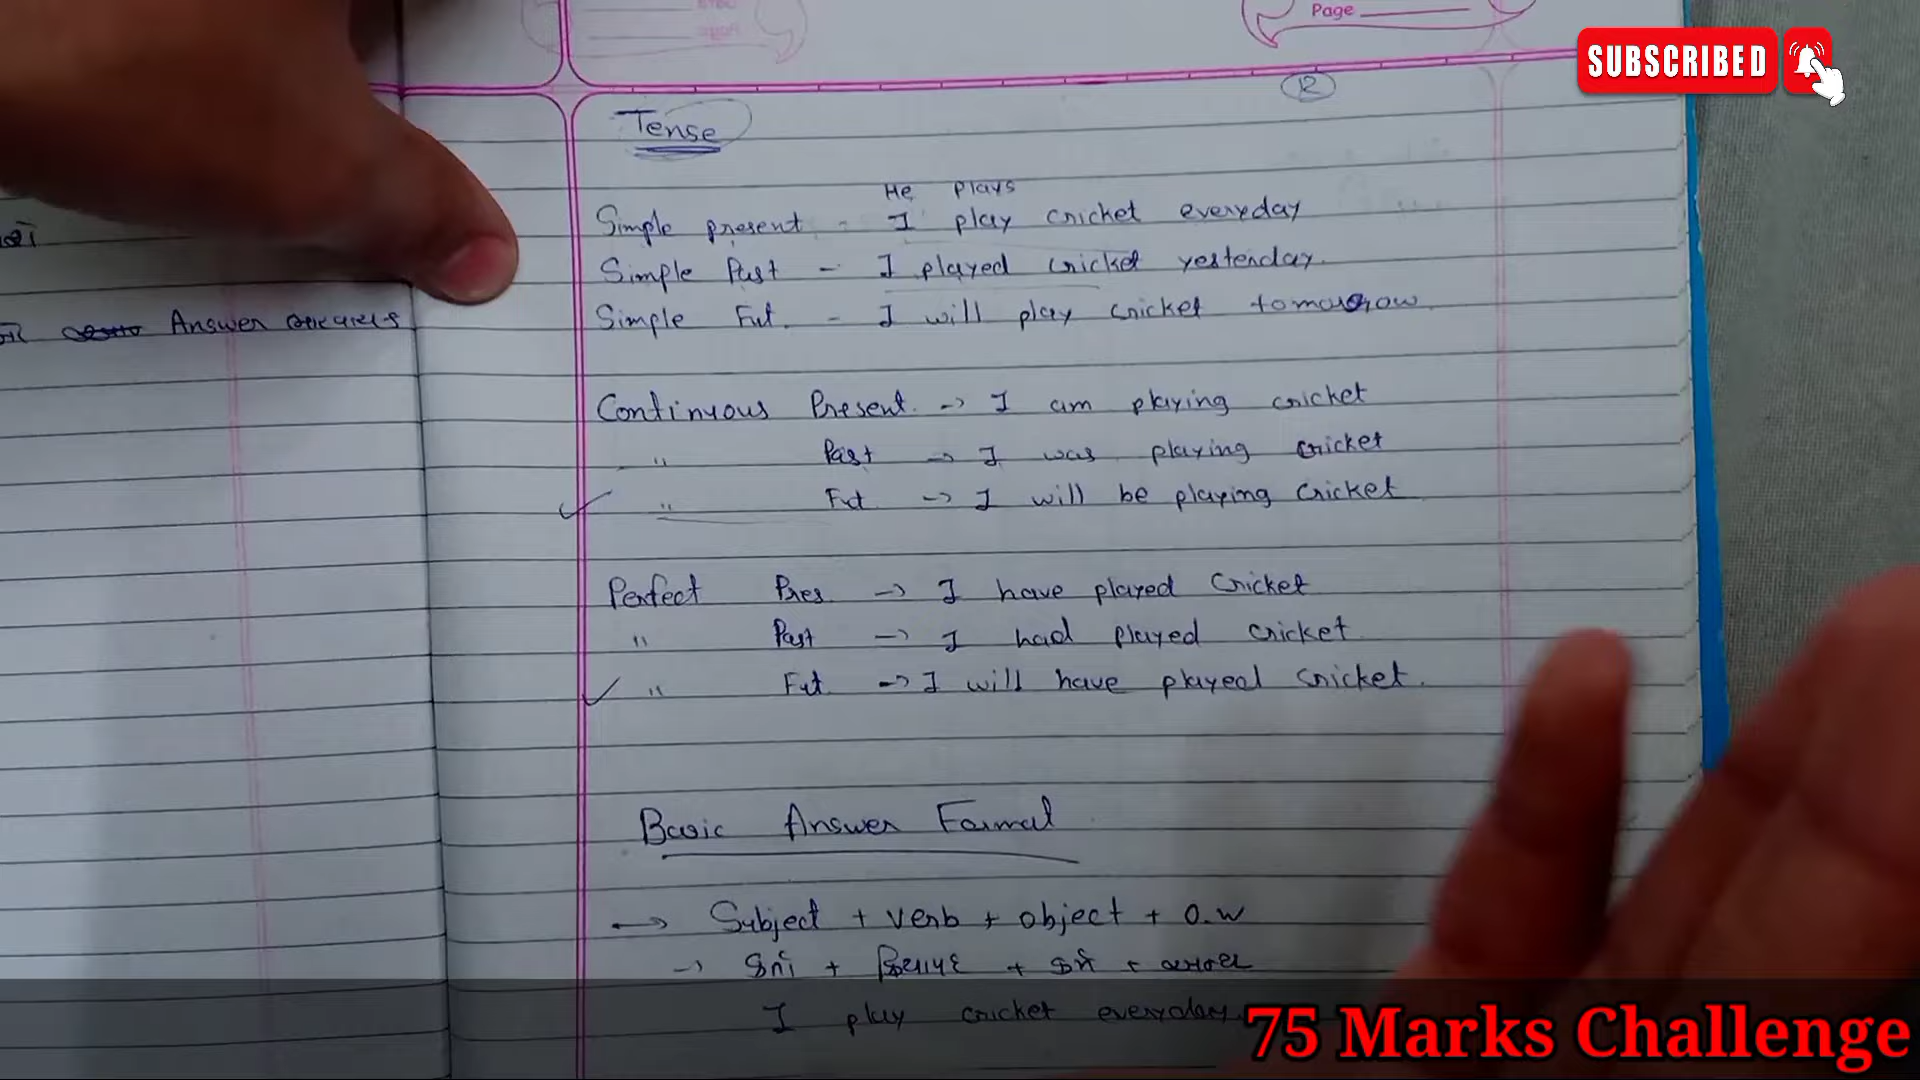 Page
SUBSCRIBED
12
Tense
He plays
Simple present - I play cricket everyday
Simple Past - I played cricket yesterday.
Simple Fut. - I will play cricket tomorrow
Answer
Continuous Present -> I am playing cricket
" Past -> I was playing cricket
" Fut -> I will be playing cricket
Perfect Pres -> I have played cricket
" Past -> I had played cricket
" Fut -> I will have played cricket.
Basic Answer Format
-> Subject + verb + object + O.W
-> કર્તા + ક્રિયાપદ + કર્મ +
I play cricket everyday.
75 Marks Challenge